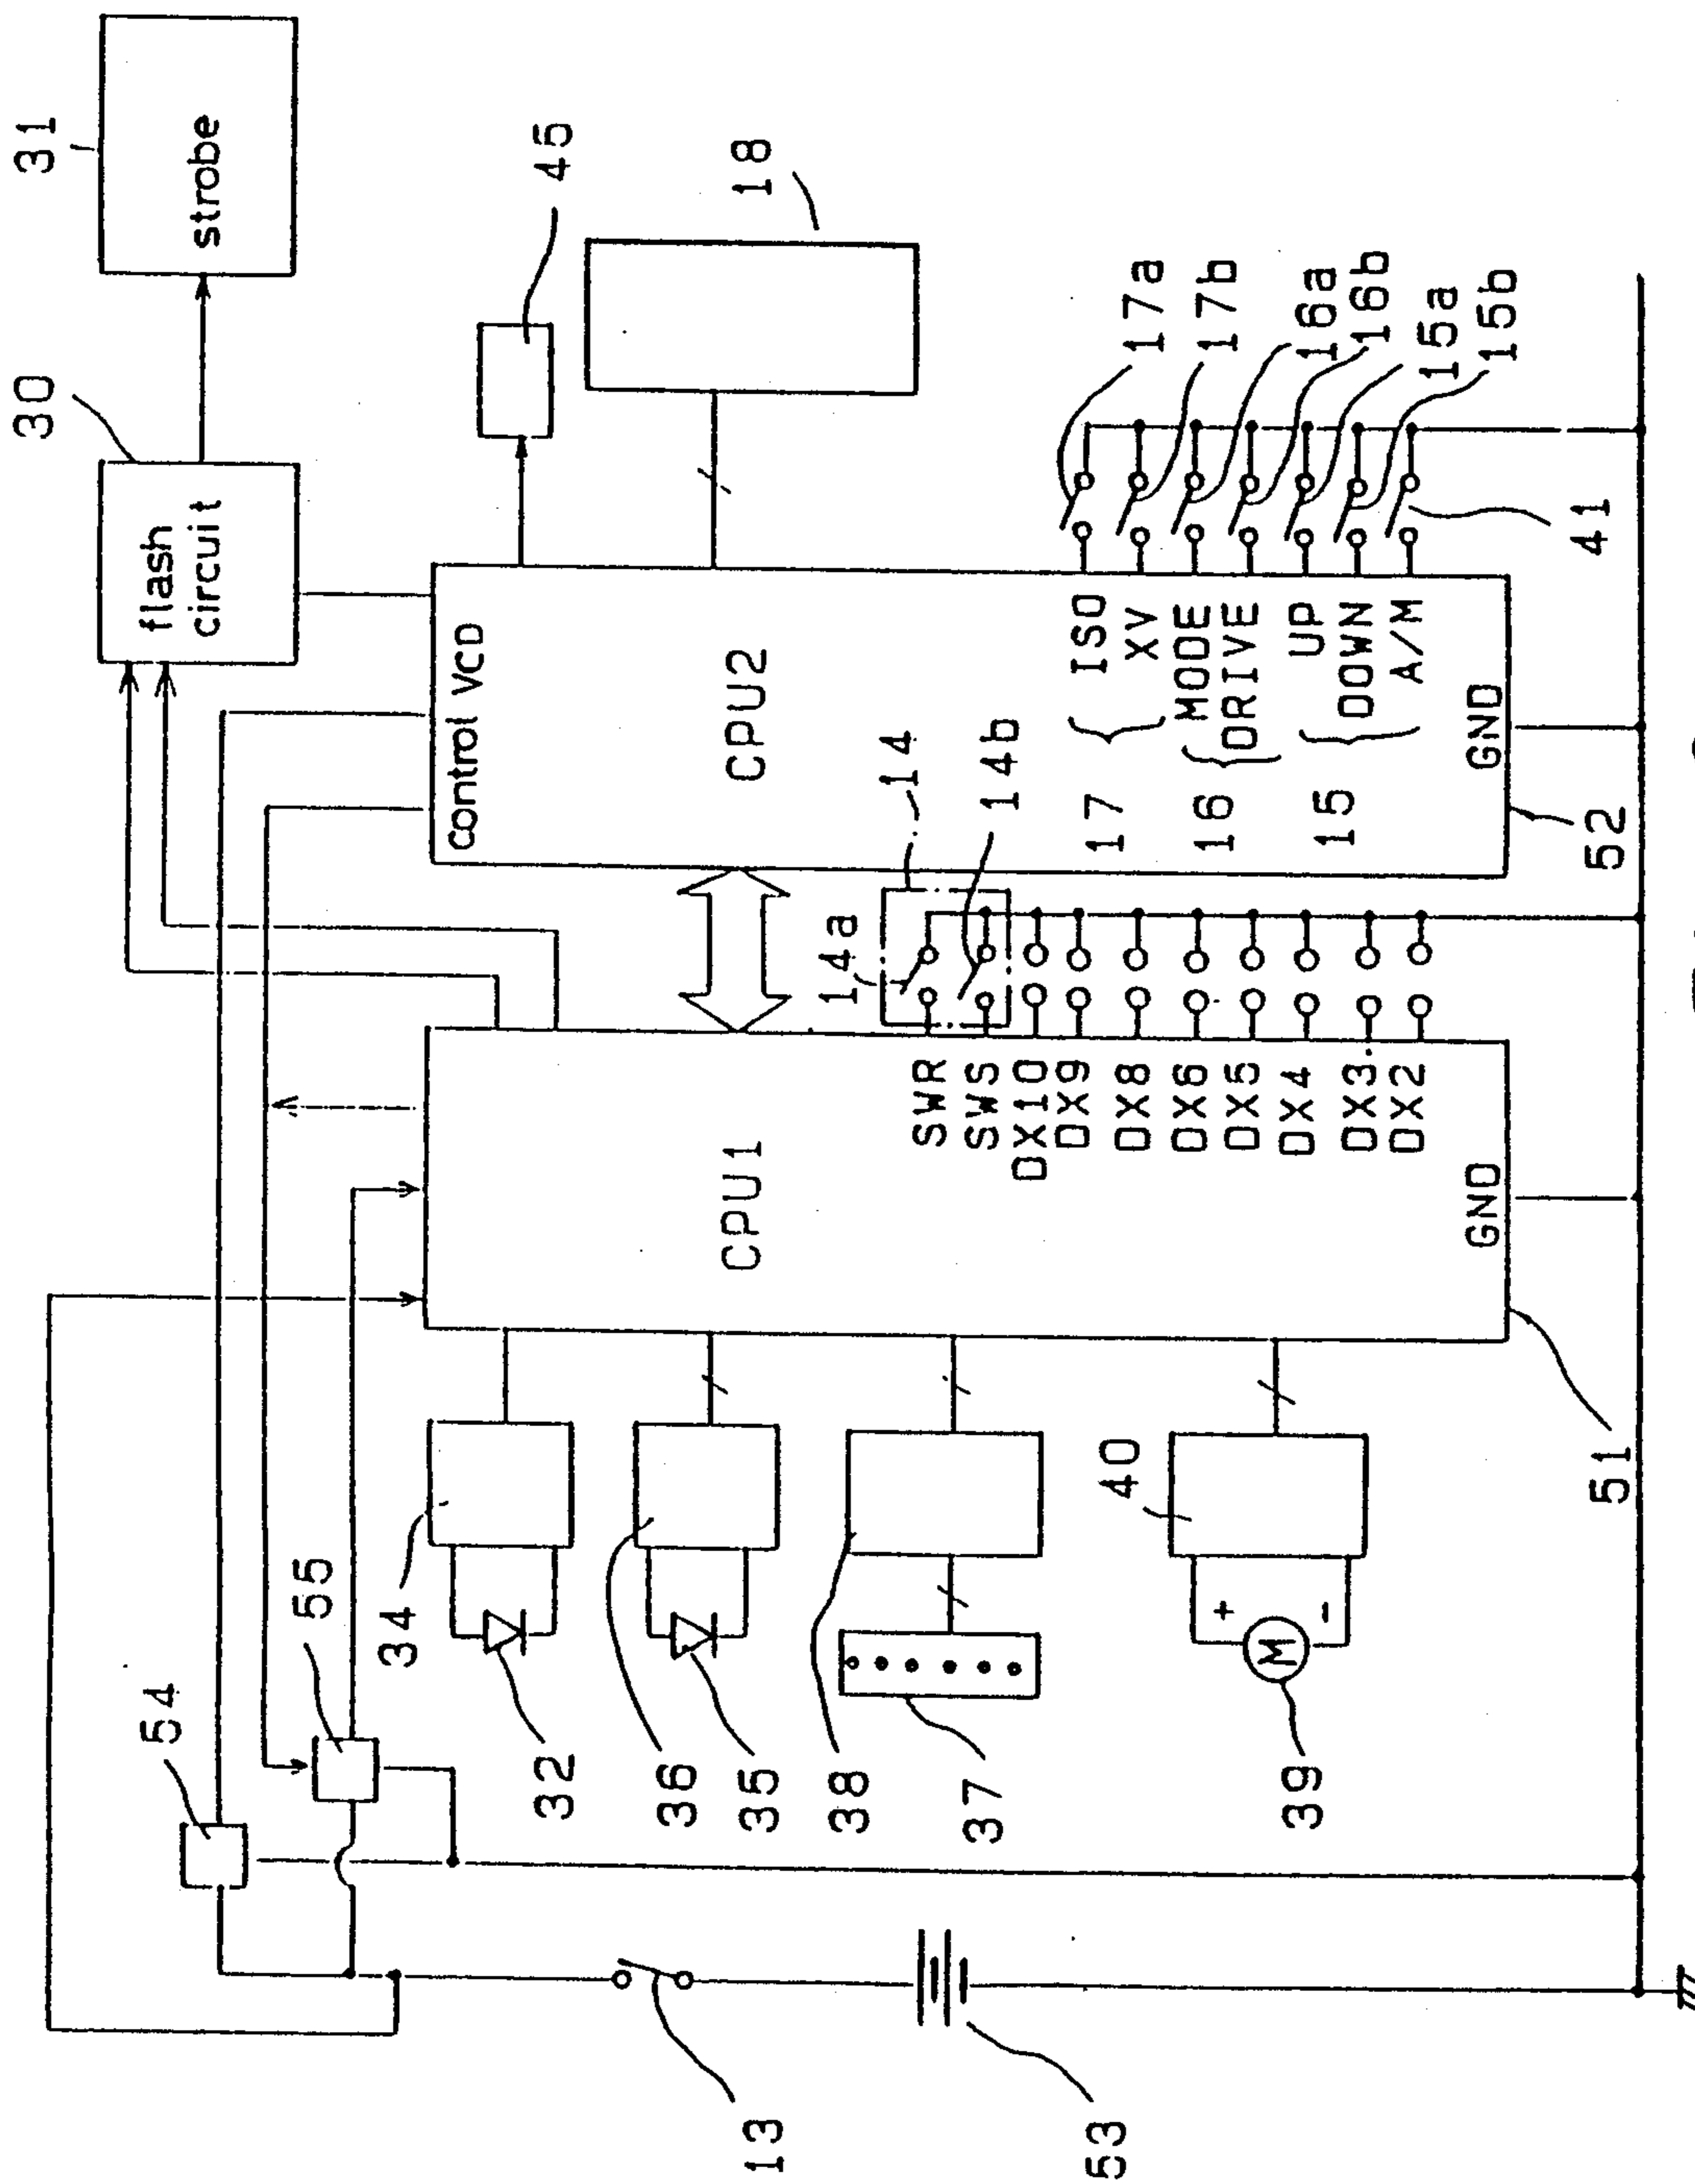 31
strobe
30
flash
circuit
45
18
Control VCD
CPU2
17a
17b
16a
16b
15a
15b
41
17
ISO
XV
16
MODE
DRIVE
15
UP
DOWN
A/M
GND
52
14
14a
14b
CPU1
SWR
SWS
DX10
DX9
DX8
DX6
DX5
DX4
DX3
DX2
GND
51
54
55
34
32
36
35
38
37
40
+
M
-
39
13
53